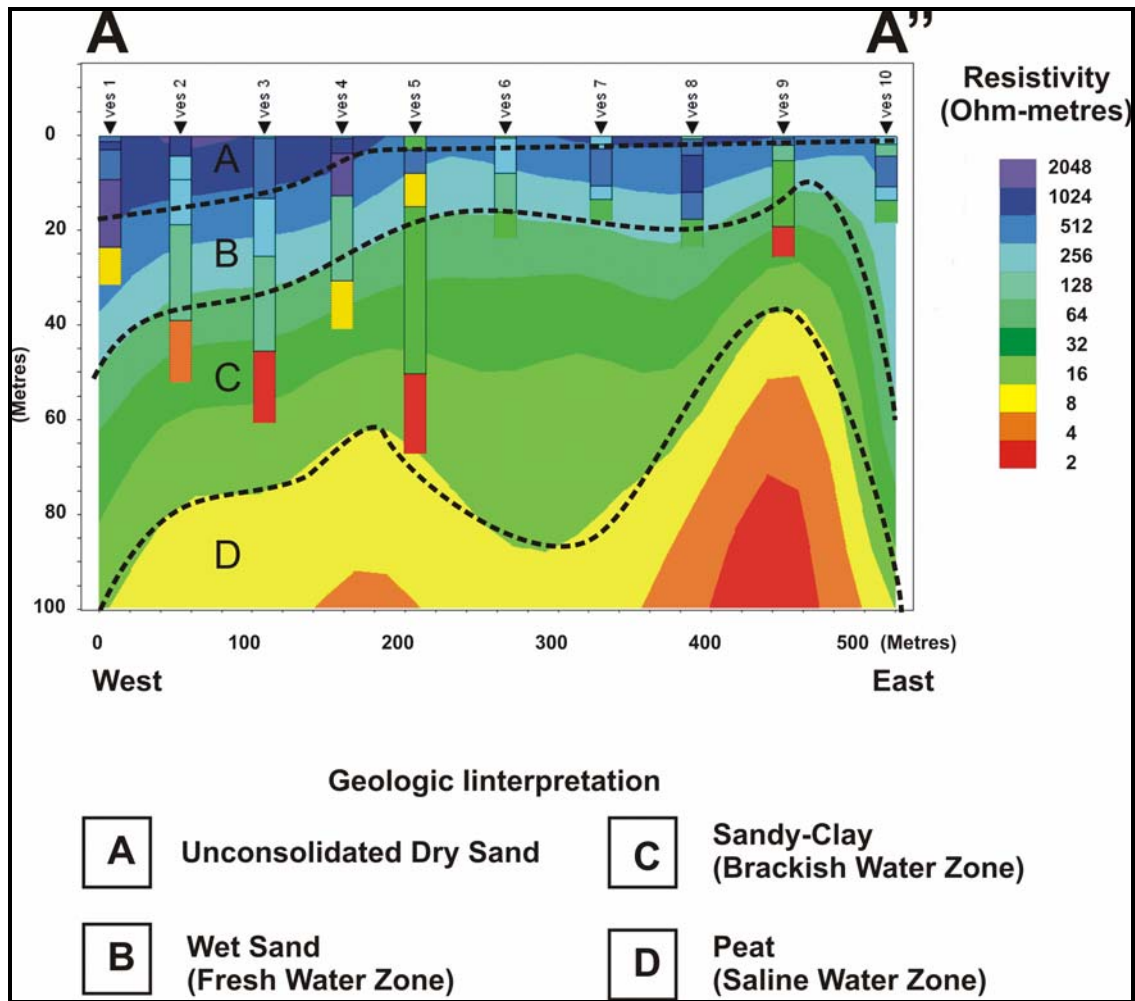 A A”
ves 1 ves 2 ves 3 ves 4 ves 5 ves 6 ves 7 ves 8 ves 9 ves 10
Resistivity
(Ohm-metres)
2048
1024
512
256
128
64
32
16
8
4
2
0
20
40
60
80
100
(Metres)
A
B
C
D
0 100 200 300 400 500 (Metres)
West East
Geologic Iinterpretation
A Unconsolidated Dry Sand
B Wet Sand
(Fresh Water Zone)
C Sandy-Clay
(Brackish Water Zone)
D Peat
(Saline Water Zone)